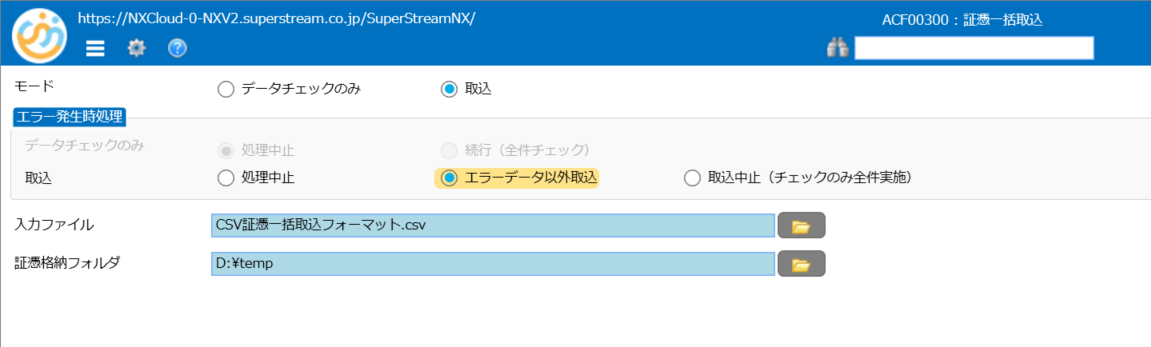 https://NXCloud-0-NXV2.superstream.co.jp/SuperStreamNX/
ACF00300：証憑一括取込
モード
データチェックのみ 取込
エラー発生時処理
データチェックのみ 処理中止 続行（全件チェック）
取込 処理中止 エラーデータ以外取込 取込中止（チェックのみ全件実施）
入力ファイル CSV証憑一括取込フォーマット.csv
証憑格納フォルダ D:¥temp